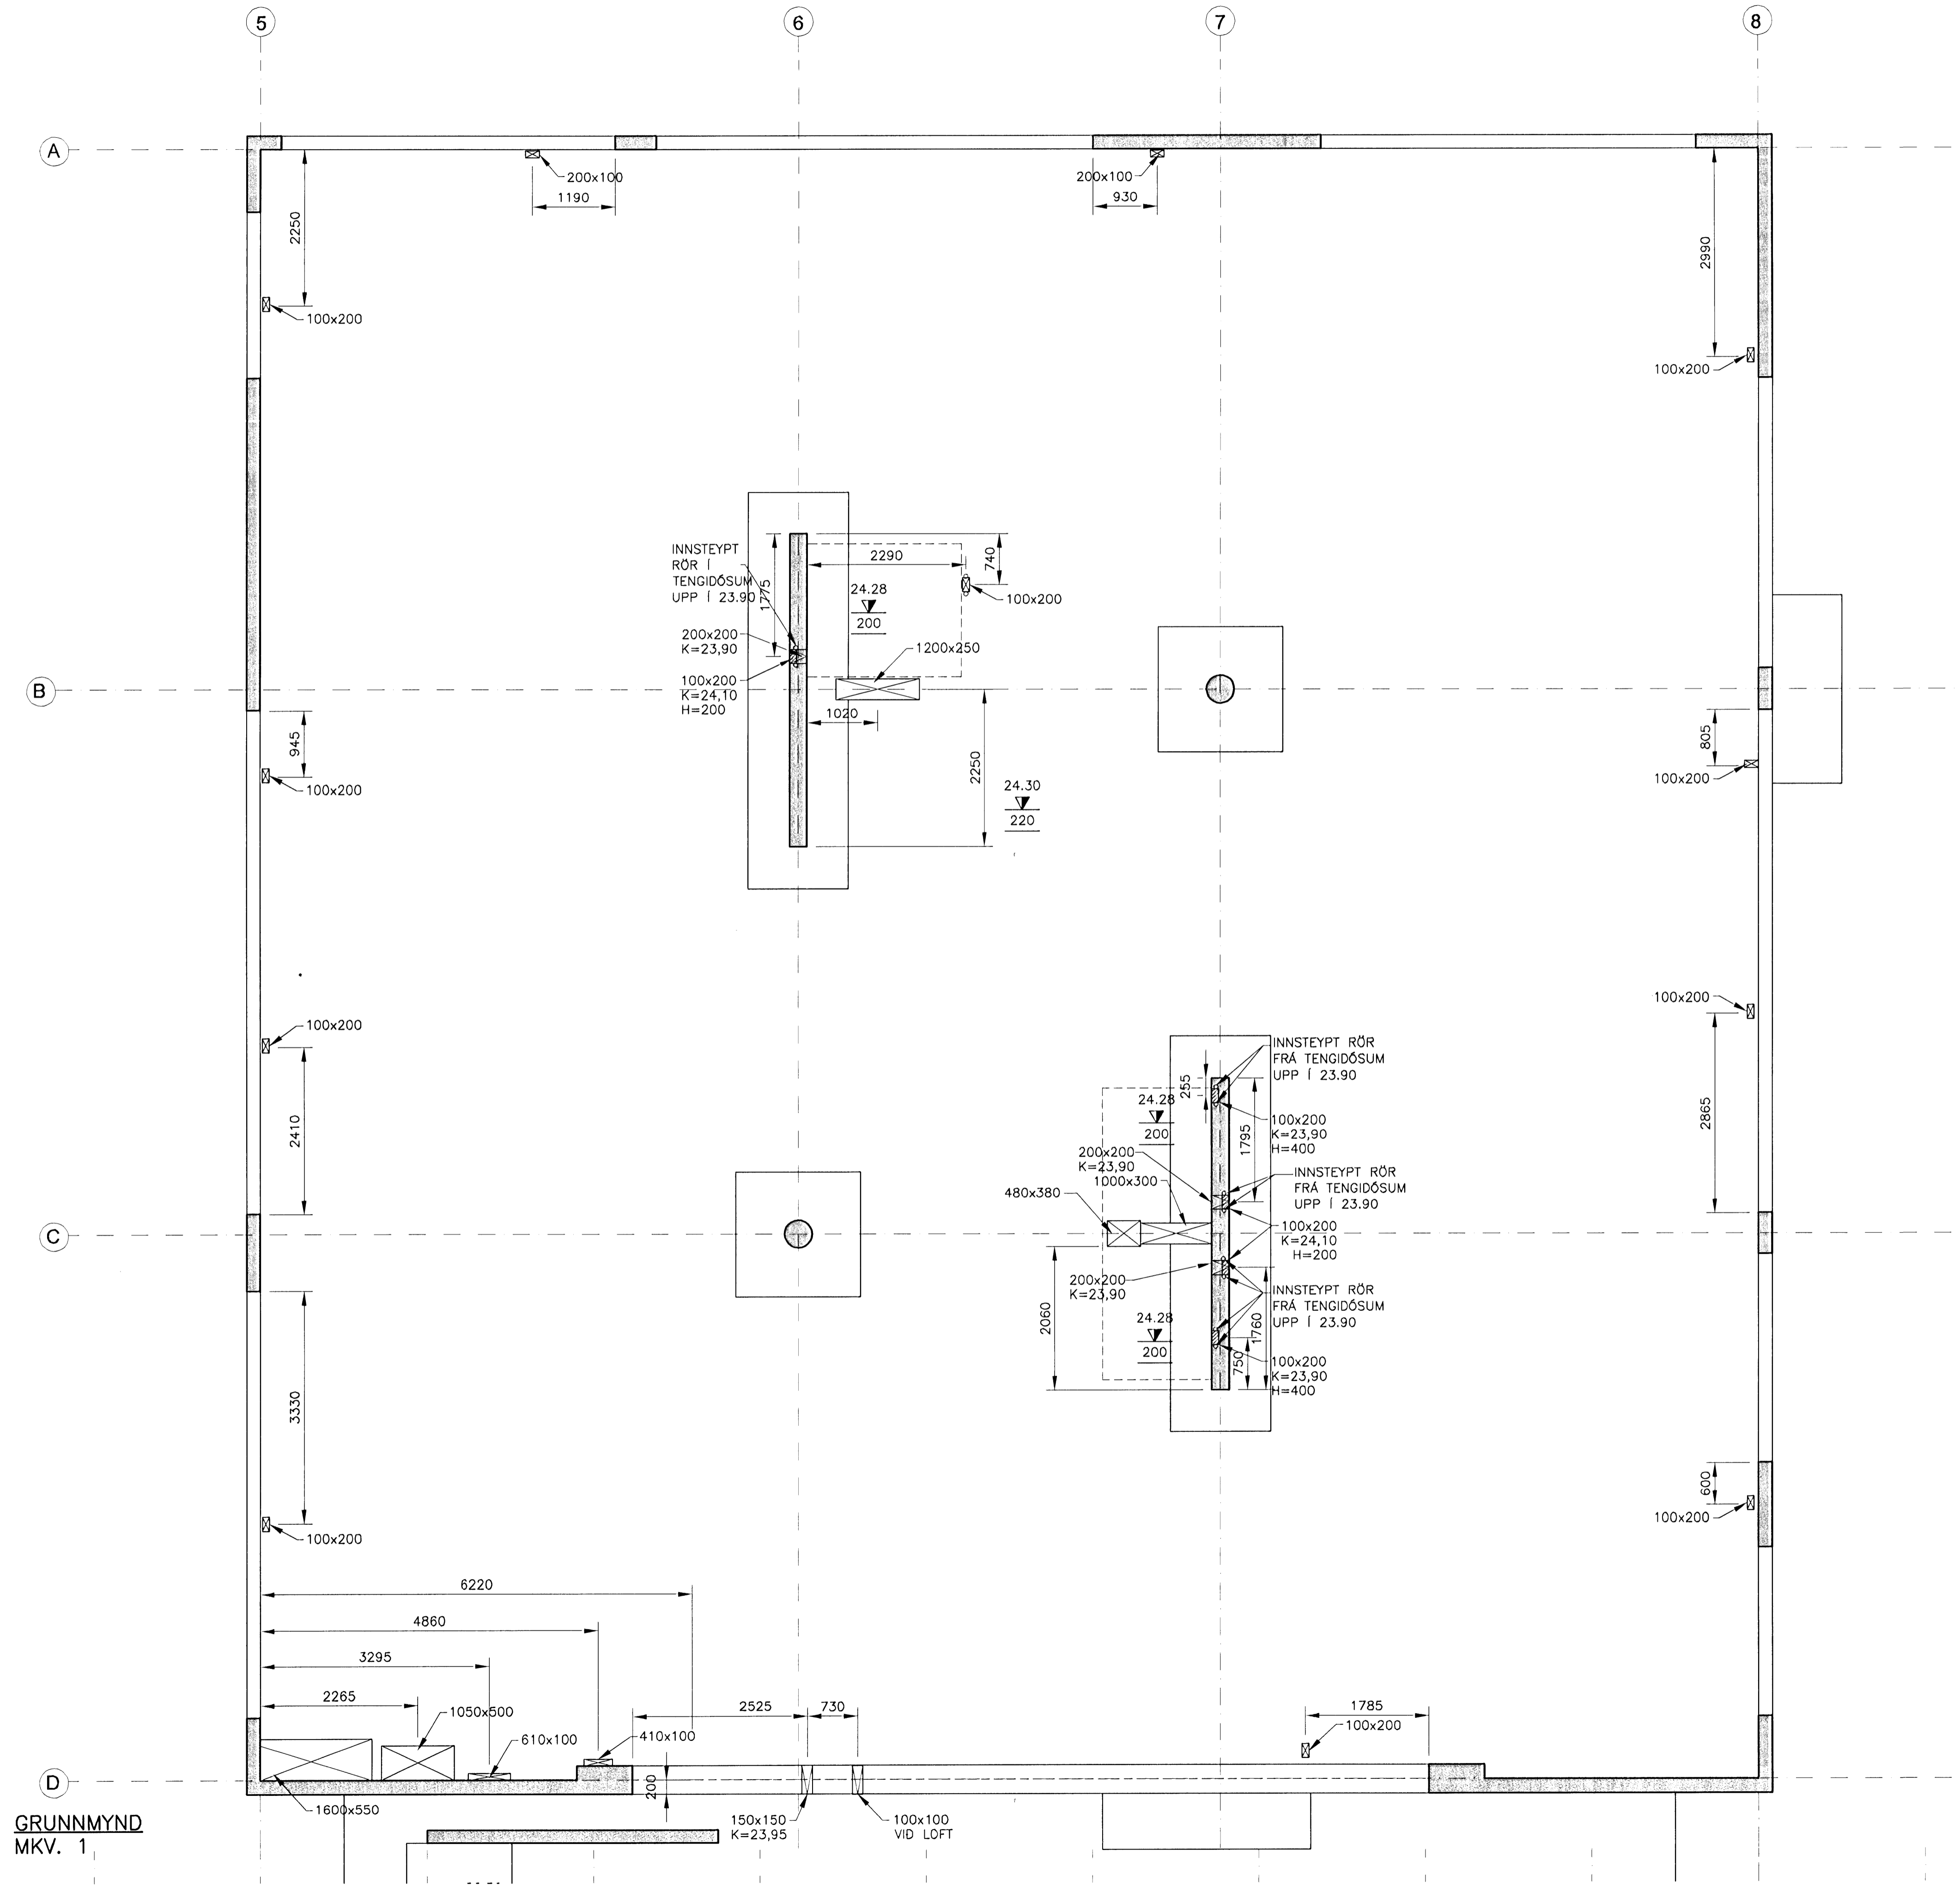 5
6
7
8
A
200x100
1190
200x100
930
2250
2990
100x200
100x200
INNSTEYPT
RÖR Í
TENGIDÓSUM
UPP Í 23.90
1775
2290
740
24.28
200
100x200
200x200
K=23,90
1200x250
100x200
K=24,10
H=200
B
1020
945
805
100x200
100x200
2250
24.30
220
100x200
100x200
INNSTEYPT RÖR
FRÁ TENGIDÓSUM
UPP Í 23.90
255
24.28
200
100x200
K=23,90
H=400
1795
2410
2865
200x200
K=23,90
1000x300
INNSTEYPT RÖR
FRÁ TENGIDÓSUM
UPP Í 23.90
480x380
C
100x200
K=24,10
H=200
200x200
K=23,90
INNSTEYPT RÖR
FRÁ TENGIDÓSUM
UPP Í 23.90
2060
24.28
200
1760
750
100x200
K=23,90
H=400
3330
600
100x200
100x200
6220
4860
3295
2265
2525
730
1785
1050x500
610x100
410x100
100x200
D
200
1600x550
150x150
K=23,95
100x100
VID LOFT
GRUNNMYND
MKV. 1